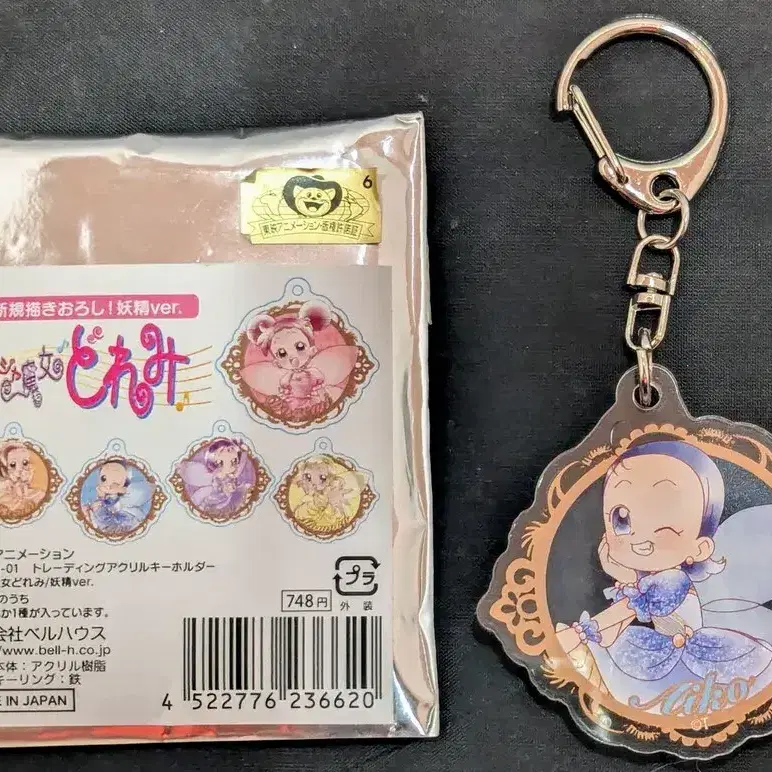 6
東京アニメーション・版権許諾証
新規描きおろし!妖精ver.
どれみ
アニメーション
-01 トレーディングアクリルキーホルダー
女どれみ/妖精ver.
のうち
か1種が入っています。
会社ベルハウス
/www.bell-h.co.jp
本体:アクリル樹脂
キーリング:鉄
E IN JAPAN
748円
プラ
外装
4 522776 236620
Aiko
©T